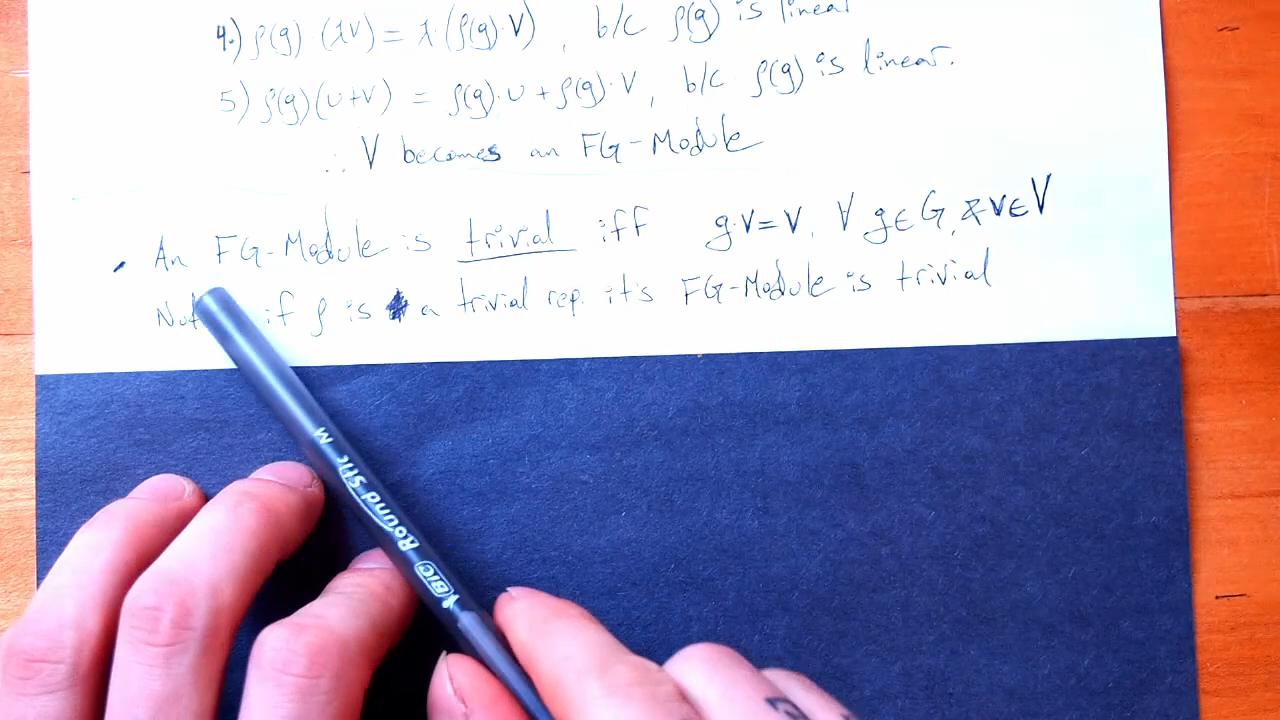 4.) ρ(g)·(λv) = λ·(ρ(g)·v), b/c ρ(g) is linear
5) ρ(g)(u+v) = ρ(g)·u + ρ(g)·v, b/c ρ(g) is linear.
∴ V becomes an FG-Module
• An FG-Module is trivial iff g·v=v, ∀ g∈G, & v∈V
if ρ is a trivial rep. it's FG-Module is trivial
BIC Round Stic M